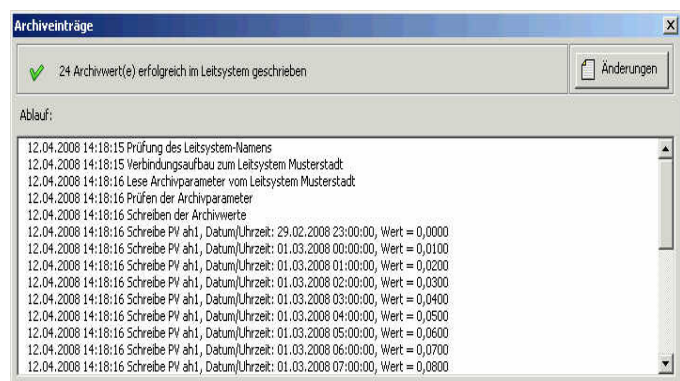 Archiveinträge
24 Archivwert(e) erfolgreich im Leitsystem geschrieben
Änderungen
Ablauf:
12.04.2008 14:18:15 Prüfung des Leitsystem-Namens
12.04.2008 14:18:15 Verbindungsaufbau zum Leitsystem Musterstadt
12.04.2008 14:18:16 Lese Archivparameter vom Leitsystem Musterstadt
12.04.2008 14:18:16 Prüfen der Archivparameter
12.04.2008 14:18:16 Schreiben der Archivwerte
12.04.2008 14:18:16 Schreibe PV ah1, Datum/Uhrzeit: 29.02.2008 23:00:00, Wert = 0,0000
12.04.2008 14:18:16 Schreibe PV ah1, Datum/Uhrzeit: 01.03.2008 00:00:00, Wert = 0,0100
12.04.2008 14:18:16 Schreibe PV ah1, Datum/Uhrzeit: 01.03.2008 01:00:00, Wert = 0,0200
12.04.2008 14:18:16 Schreibe PV ah1, Datum/Uhrzeit: 01.03.2008 02:00:00, Wert = 0,0300
12.04.2008 14:18:16 Schreibe PV ah1, Datum/Uhrzeit: 01.03.2008 03:00:00, Wert = 0,0400
12.04.2008 14:18:16 Schreibe PV ah1, Datum/Uhrzeit: 01.03.2008 04:00:00, Wert = 0,0500
12.04.2008 14:18:16 Schreibe PV ah1, Datum/Uhrzeit: 01.03.2008 05:00:00, Wert = 0,0600
12.04.2008 14:18:16 Schreibe PV ah1, Datum/Uhrzeit: 01.03.2008 06:00:00, Wert = 0,0700
12.04.2008 14:18:16 Schreibe PV ah1, Datum/Uhrzeit: 01.03.2008 07:00:00, Wert = 0,0800